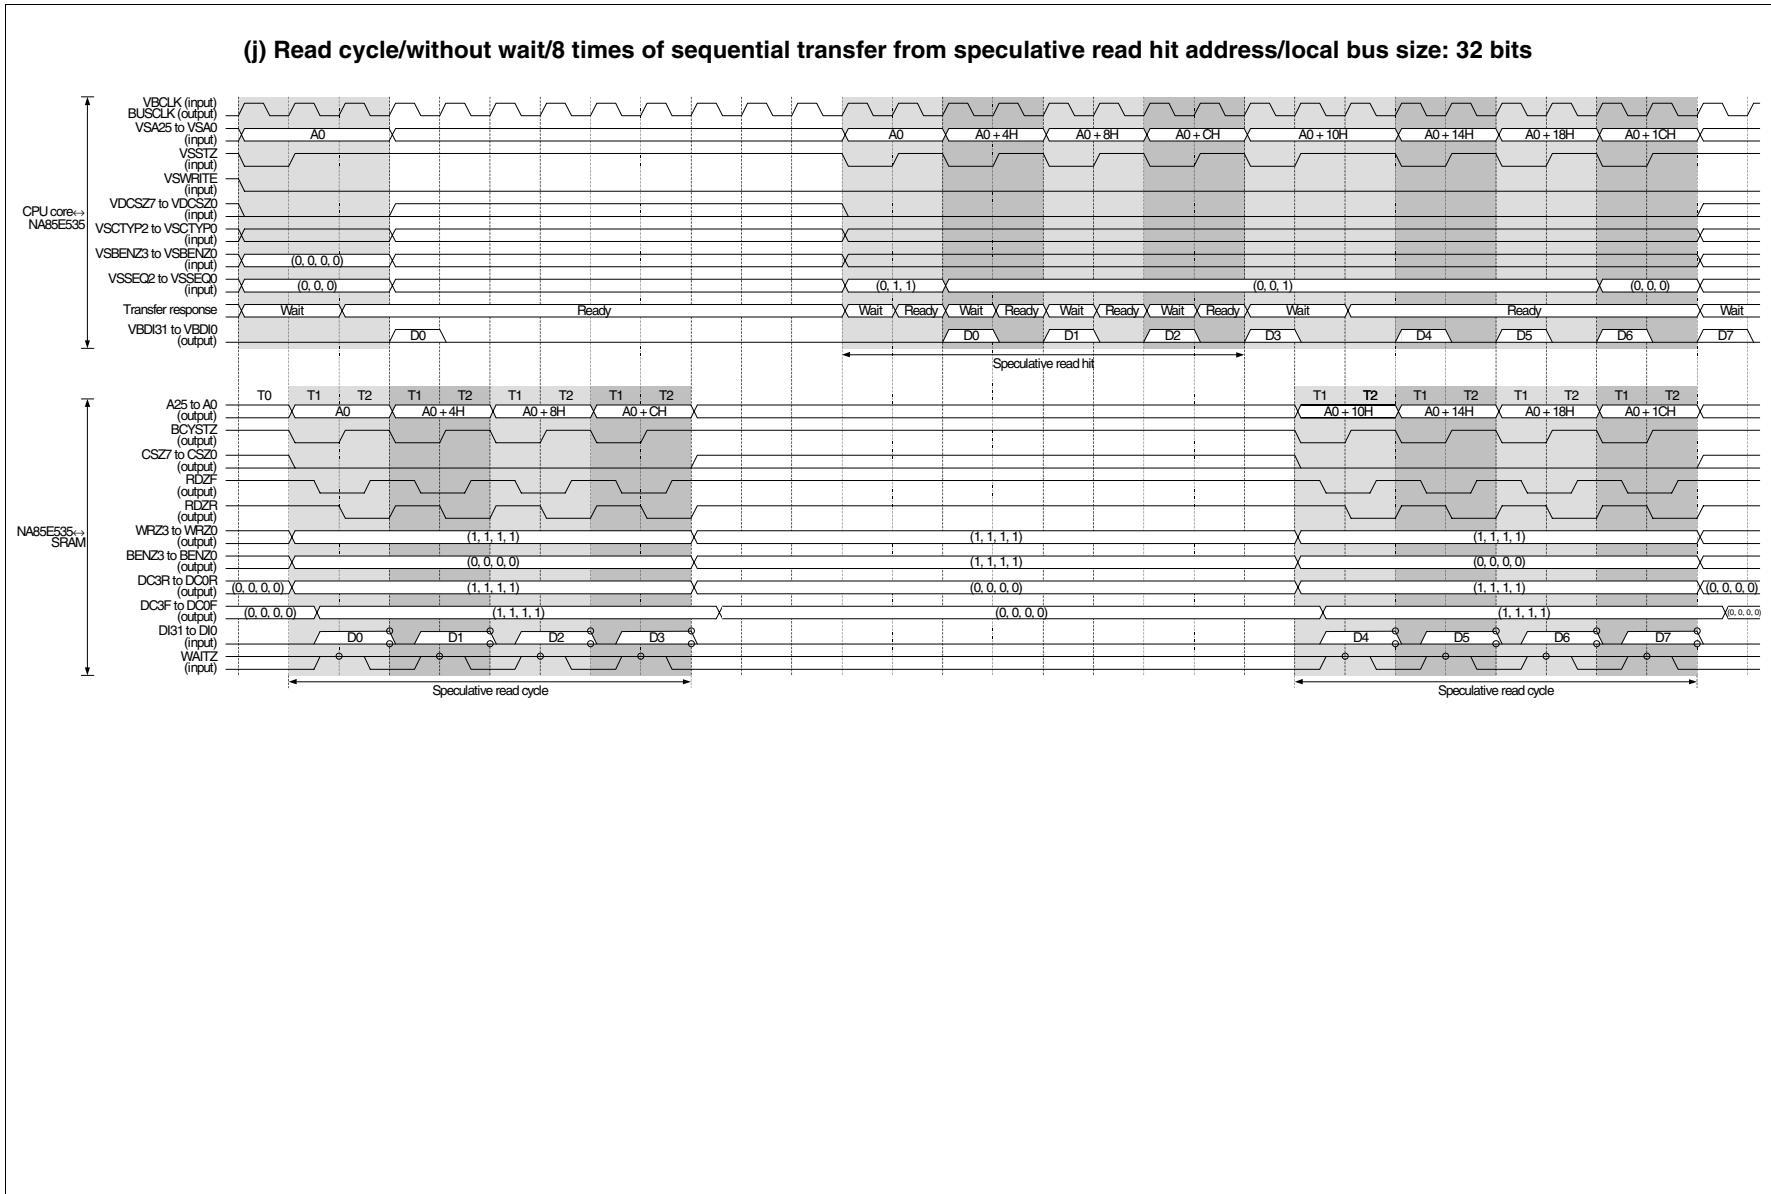 (j) Read cycle/without wait/8 times of sequential transfer from speculative read hit address/local bus size: 32 bits
VBCLK (input)
BUSCLK (output)
VSA25 to VSA0
(input)
A0 A0 A0 + 4H A0 + 8H A0 + CH A0 + 10H A0 + 14H A0 + 18H A0 + 1CH
VSSTZ
(input)
VSWRITE
(input)
CPU core↔
NA85E535
VDCSZ7 to VDCSZ0
(input)
VSCTYP2 to VSCTYP0
(input)
VSBENZ3 to VSBENZ0
(input)
(0, 0, 0, 0)
VSSEQ2 to VSSEQ0
(input)
(0, 0, 0) (0, 1, 1) (0, 0, 1) (0, 0, 0)
Transfer response Wait Ready Wait Ready Wait Ready Wait Ready Wait Ready Wait Ready Wait
VBDI31 to VBDI0
(output)
D0 D0 D1 D2 D3 D4 D5 D6 D7
Speculative read hit
T0 T1 T2 T1 T2 T1 T2 T1 T2 T1 T2 T1 T2 T1 T2 T1 T2
A25 to A0
(output)
A0 A0 + 4H A0 + 8H A0 + CH A0 + 10H A0 + 14H A0 + 18H A0 + 1CH
BCYSTZ
(output)
CSZ7 to CSZ0
(output)
RDZF
(output)
RDZR
(output)
NA85E535↔
SRAM
WRZ3 to WRZ0
(output)
(1, 1, 1, 1) (1, 1, 1, 1) (1, 1, 1, 1)
BENZ3 to BENZ0
(output)
(0, 0, 0, 0) (1, 1, 1, 1) (0, 0, 0, 0)
DC3R to DC0R
(output)
(0, 0, 0, 0) (1, 1, 1, 1) (0, 0, 0, 0) (1, 1, 1, 1) (0, 0, 0, 0)
DC3F to DC0F
(output)
(0, 0, 0, 0) (1, 1, 1, 1) (0, 0, 0, 0) (1, 1, 1, 1) (0, 0, 0, 0)
DI31 to DI0
(input)
D0 D1 D2 D3 D4 D5 D6 D7
WAITZ
(input)
Speculative read cycle Speculative read cycle